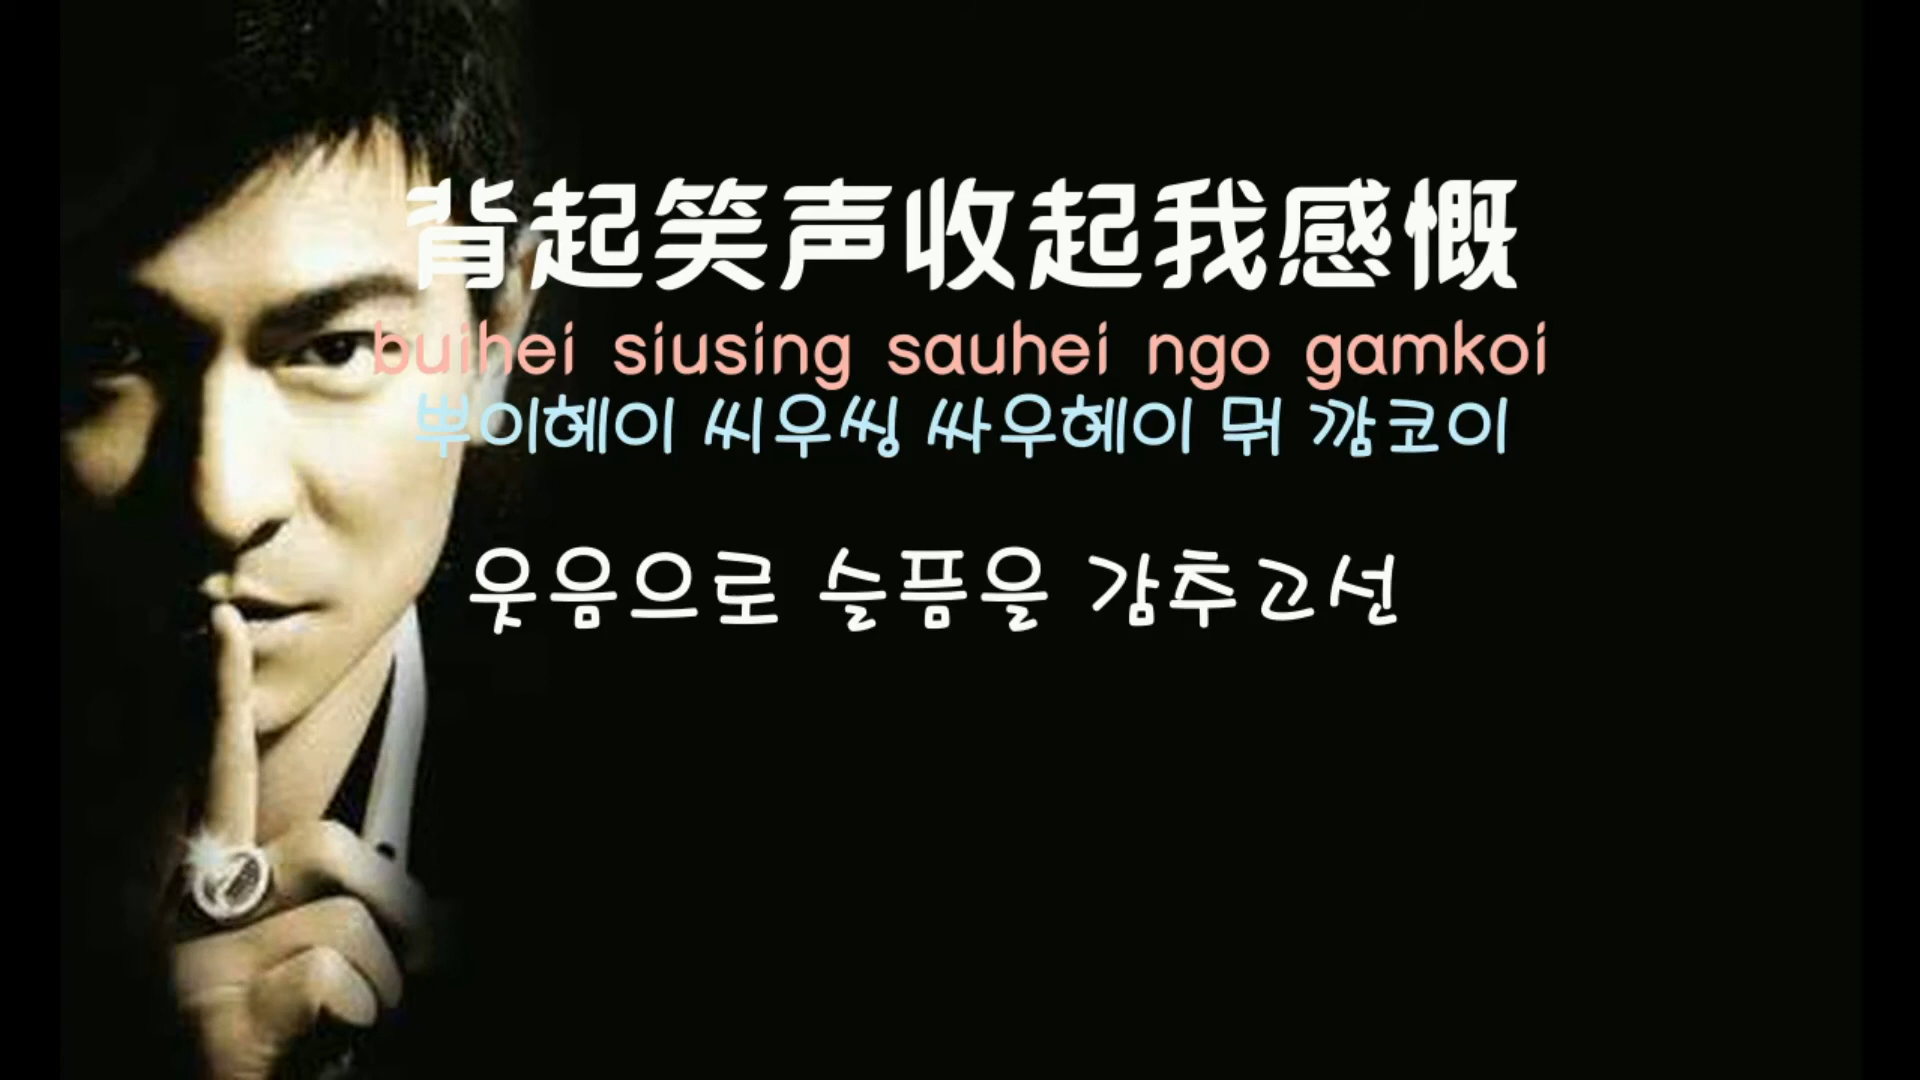 背起笑声收起我感慨
buihei siusing sauhei ngo gamkoi
뿌이헤이 씨우씽 싸우헤이 뭐 깜코이
웃음으로 슬픔을 감추고선